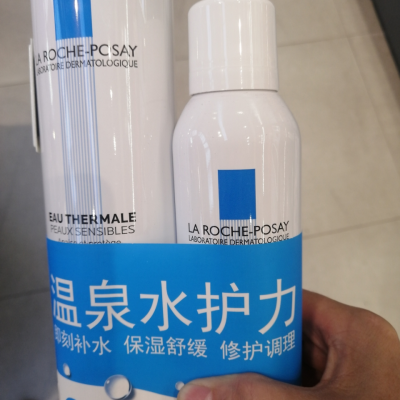 LA ROCHE-POSAY
LABORATOIRE DERMATOLOGIQUE
EAU THERMALE
PEAUX SENSIBLES
LA ROCHE-POSAY
LABORATOIRE DERMATOLOGIQUE
温泉水护力
即刻补水 保湿舒缓 修护调理